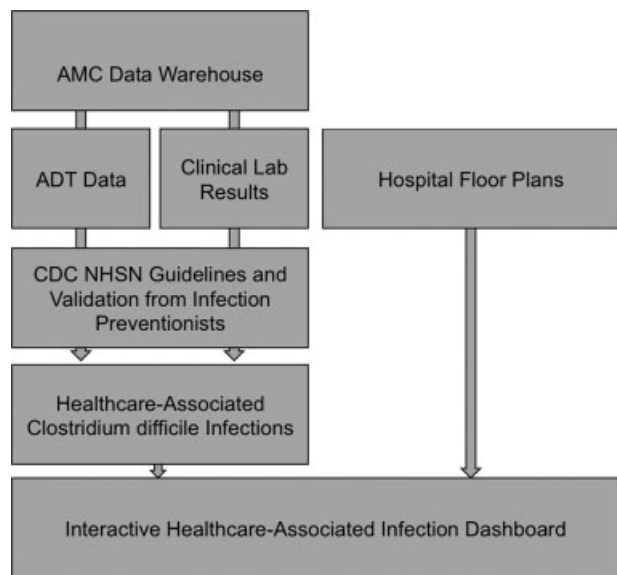 AMC Data Warehouse
ADT Data
Clinical Lab
Results
Hospital Floor Plans
CDC NHSN Guidelines and
Validation from Infection
Preventionists
Healthcare-Associated
Clostridium difficile Infections
Interactive Healthcare-Associated Infection Dashboard